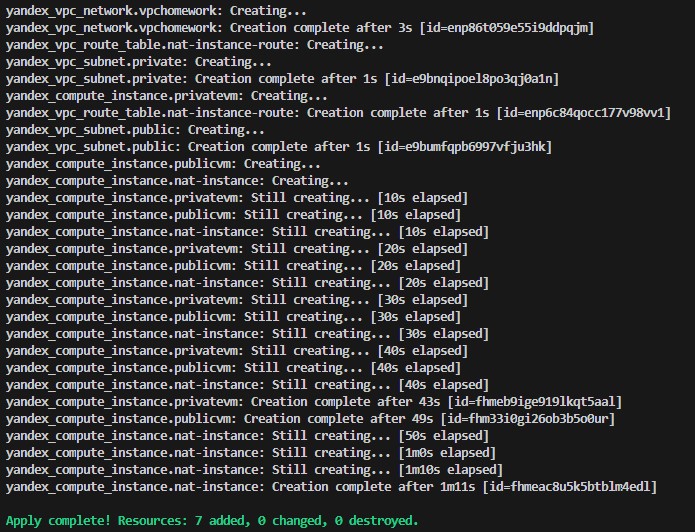 yandex_vpc_network.vpchomework: Creating...
yandex_vpc_network.vpchomework: Creation complete after 3s [id=enp86t059e55i9ddpqjm]
yandex_vpc_route_table.nat-instance-route: Creating...
yandex_vpc_subnet.private: Creating...
yandex_vpc_subnet.private: Creation complete after 1s [id=e9bnqipoel8po3qj0a1n]
yandex_compute_instance.privatevm: Creating...
yandex_vpc_route_table.nat-instance-route: Creation complete after 1s [id=enp6c84qocc177v98vv1]
yandex_vpc_subnet.public: Creating...
yandex_vpc_subnet.public: Creation complete after 1s [id=e9bumfqpb6997vfju3hk]
yandex_compute_instance.publicvm: Creating...
yandex_compute_instance.nat-instance: Creating...
yandex_compute_instance.privatevm: Still creating... [10s elapsed]
yandex_compute_instance.publicvm: Still creating... [10s elapsed]
yandex_compute_instance.nat-instance: Still creating... [10s elapsed]
yandex_compute_instance.privatevm: Still creating... [20s elapsed]
yandex_compute_instance.publicvm: Still creating... [20s elapsed]
yandex_compute_instance.nat-instance: Still creating... [20s elapsed]
yandex_compute_instance.privatevm: Still creating... [30s elapsed]
yandex_compute_instance.publicvm: Still creating... [30s elapsed]
yandex_compute_instance.nat-instance: Still creating... [30s elapsed]
yandex_compute_instance.privatevm: Still creating... [40s elapsed]
yandex_compute_instance.publicvm: Still creating... [40s elapsed]
yandex_compute_instance.nat-instance: Still creating... [40s elapsed]
yandex_compute_instance.privatevm: Creation complete after 43s [id=fhmeb9ige919lkqt5aal]
yandex_compute_instance.publicvm: Creation complete after 49s [id=fhm33i0gi26ob3b5o0ur]
yandex_compute_instance.nat-instance: Still creating... [50s elapsed]
yandex_compute_instance.nat-instance: Still creating... [1m0s elapsed]
yandex_compute_instance.nat-instance: Still creating... [1m10s elapsed]
yandex_compute_instance.nat-instance: Creation complete after 1m11s [id=fhmeac8u5k5btblm4edl]
Apply complete! Resources: 7 added, 0 changed, 0 destroyed.